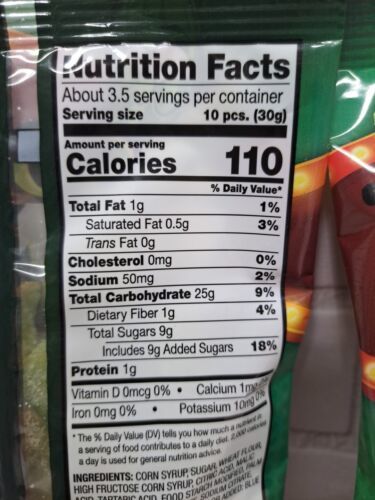 Nutrition Facts
About 3.5 servings per container
Serving size 10 pcs. (30g)
Amount per serving
Calories 110
% Daily Value*
Total Fat 1g 1%
Saturated Fat 0.5g 3%
Trans Fat 0g
Cholesterol 0mg 0%
Sodium 50mg 2%
Total Carbohydrate 25g 9%
Dietary Fiber 1g 4%
Total Sugars 9g
Includes 9g Added Sugars 18%
Protein 1g
Vitamin D 0mcg 0% • Calcium 1mg
Iron 0mg 0% • Potassium 10mg 0%
* The % Daily Value (DV) tells you how much a nutrient in
a serving of food contributes to a daily diet. 2,000 calories
a day is used for general nutrition advice.
INGREDIENTS: CORN SYRUP, SUGAR, WHEAT FLOUR,
HIGH FRUCTOSE CORN SYRUP, CITRIC ACID, MALIC
ACID, TARTARIC ACID, FOOD STARCH MODIFIED, PALM
BLUE